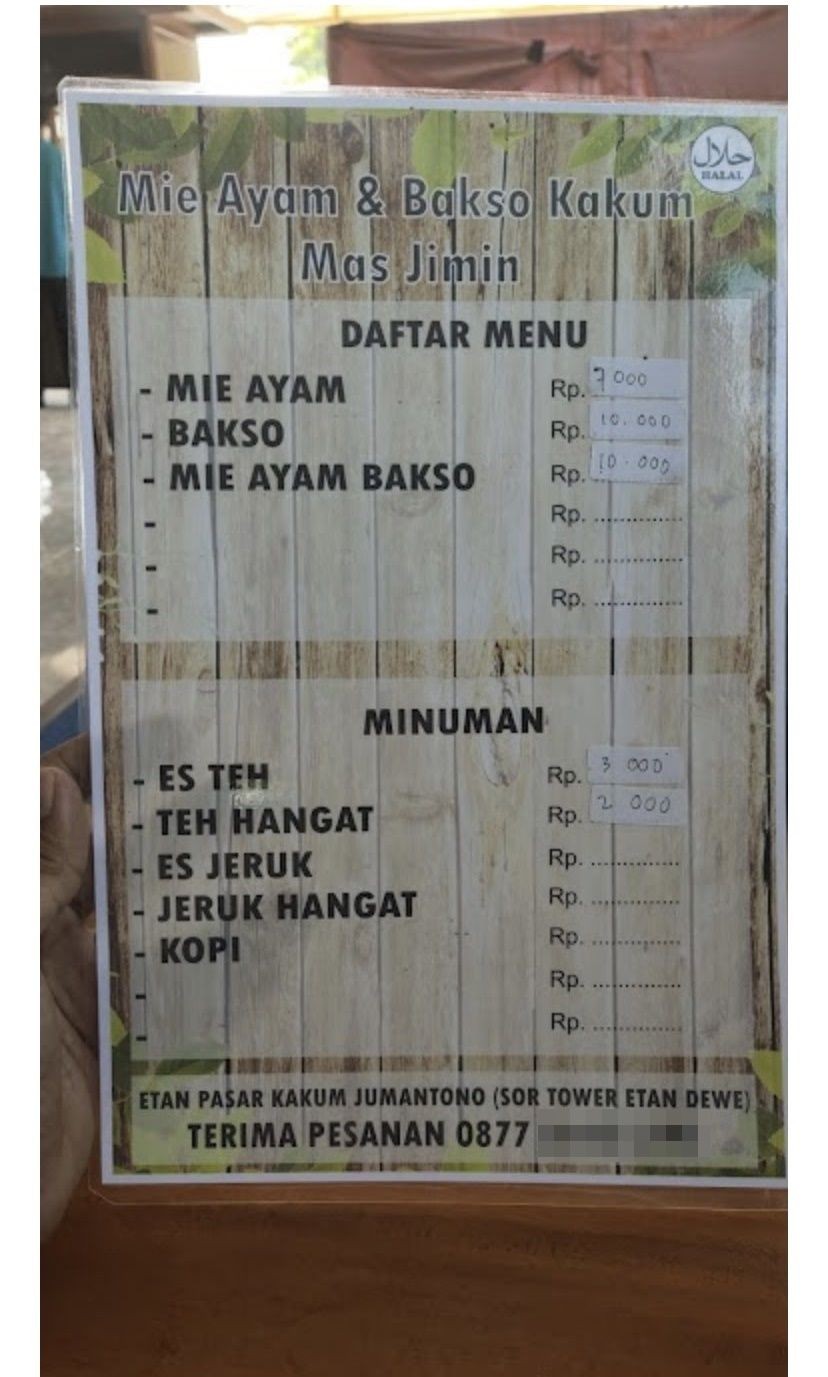 حلال
HALAL
Mie Ayam & Bakso Kakum
Mas Jimin
DAFTAR MENU
- MIE AYAM Rp. 7 000
- BAKSO Rp. 10.000
- MIE AYAM BAKSO Rp. 10.000
- Rp. ...............
- Rp. ...............
- Rp. ...............
MINUMAN
- ES TEH Rp. 3 000
- TEH HANGAT Rp. 2 000
- ES JERUK Rp. ...............
- JERUK HANGAT Rp. ...............
- KOPI Rp. ...............
- Rp. ...............
- Rp. ...............
ETAN PASAR KAKUM JUMANTONO (SOR TOWER ETAN DEWE)
TERIMA PESANAN 0877